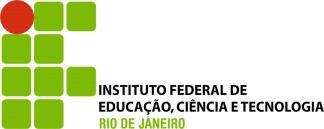 INSTITUTO FEDERAL DE
EDUCAÇÃO, CIÊNCIA E TECNOLOGIA
RIO DE JANEIRO